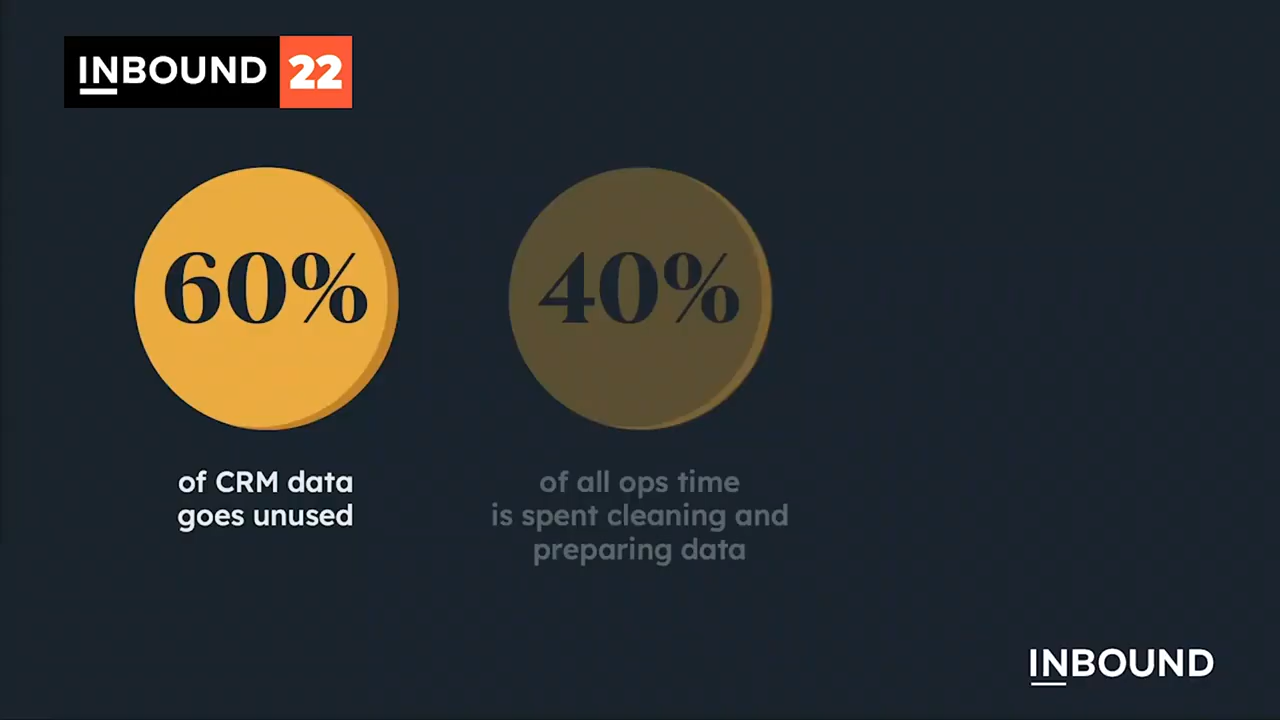 INBOUND 22
60%
of CRM data
goes unused
40%
of all ops time
is spent cleaning and
preparing data
INBOUND